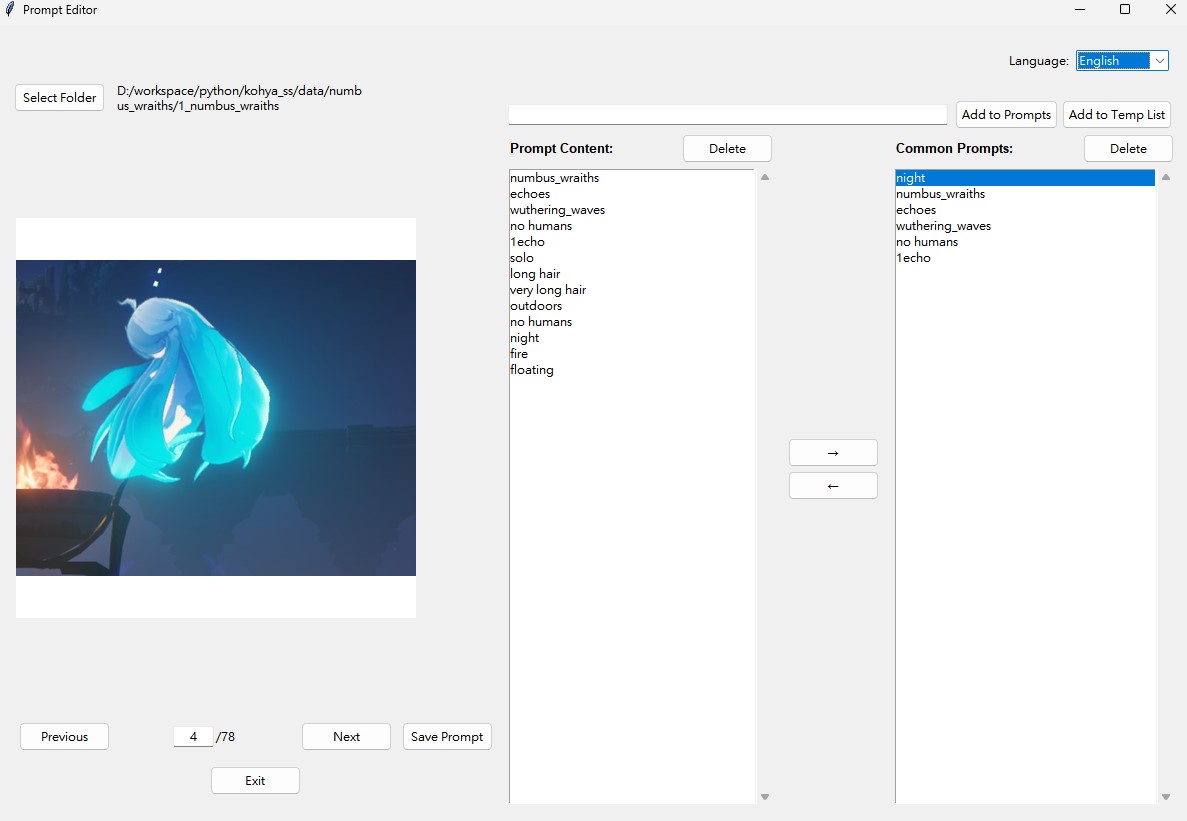 Prompt Editor
Language: English
Select Folder
D:/workspace/python/kohya_ss/data/numb
us_wraiths/1_numbus_wraiths
Add to Prompts
Add to Temp List
Prompt Content:
Delete
numbus_wraiths
echoes
wuthering_waves
no humans
1echo
solo
long hair
very long hair
outdoors
no humans
night
fire
floating
→
←
Common Prompts:
Delete
night
numbus_wraiths
echoes
wuthering_waves
no humans
1echo
Previous
4 /78
Next
Save Prompt
Exit